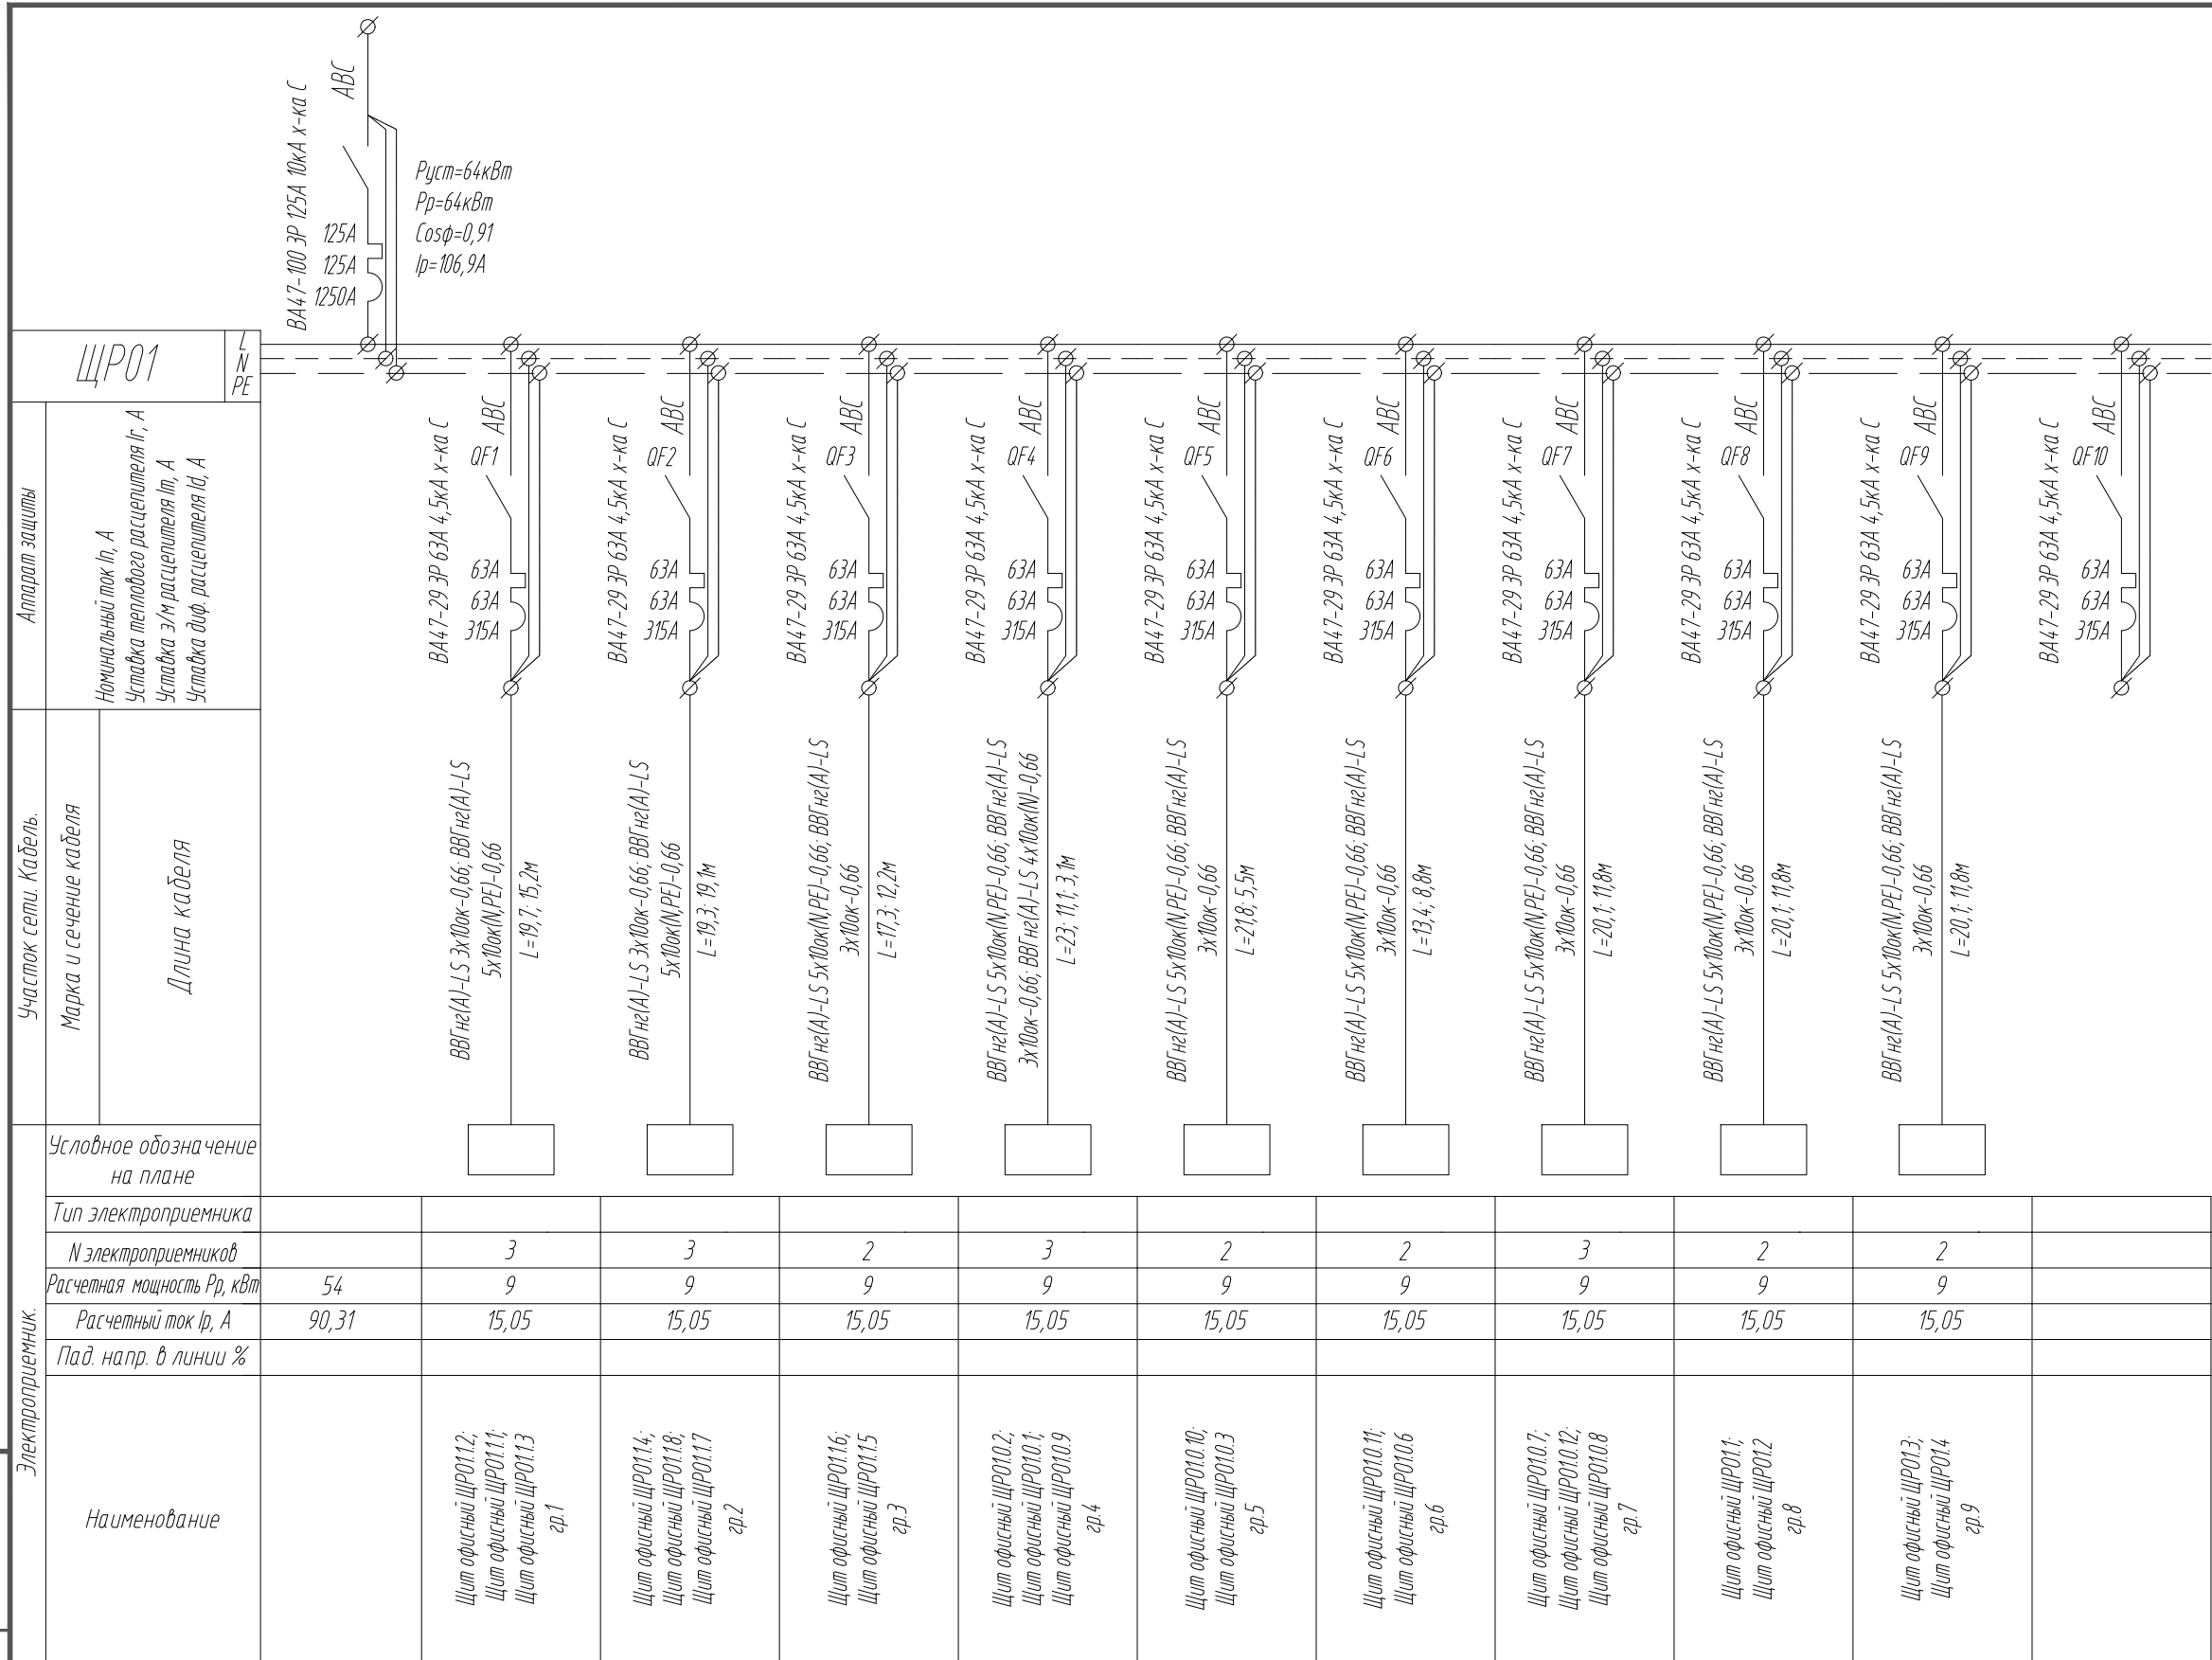 АВС
ВА47-100 3Р 125А 10кА х-ка С
125А
125А
1250А
Руст=64кВт
Рр=64кВт
Cosφ=0,91
Iр=106,9А
ЩР01
L
N
PE
Аппарат защиты
Номинальный ток In, А
Уставка теплового расцепителя Ir, А
Уставка э/м расцепителя Im, А
Уставка диф. расцепителя Id, А
ВА47-29 3Р 63А 4,5кА х-ка С
QF1
АВС
63А
63А
315А
ВА47-29 3Р 63А 4,5кА х-ка С
QF2
АВС
63А
63А
315А
ВА47-29 3Р 63А 4,5кА х-ка С
QF3
АВС
63А
63А
315А
ВА47-29 3Р 63А 4,5кА х-ка С
QF4
АВС
63А
63А
315А
ВА47-29 3Р 63А 4,5кА х-ка С
QF5
АВС
63А
63А
315А
ВА47-29 3Р 63А 4,5кА х-ка С
QF6
АВС
63А
63А
315А
ВА47-29 3Р 63А 4,5кА х-ка С
QF7
АВС
63А
63А
315А
ВА47-29 3Р 63А 4,5кА х-ка С
QF8
АВС
63А
63А
315А
ВА47-29 3Р 63А 4,5кА х-ка С
QF9
АВС
63А
63А
315А
ВА47-29 3Р 63А 4,5кА х-ка С
QF10
АВС
63А
63А
315А
Участок сети. Кабель.
Марка и сечение кабеля
Длина кабеля
ВВГнг(А)-LS 3х10ок-0,66; ВВГнг(А)-LS
5х10ок(N,PE)-0,66
L=19,7; 15,2м
ВВГнг(А)-LS 3х10ок-0,66; ВВГнг(А)-LS
5х10ок(N,PE)-0,66
L=19,3; 19,1м
ВВГнг(А)-LS 5х10ок(N,PE)-0,66; ВВГнг(А)-LS
3х10ок-0,66
L=17,3; 12,2м
ВВГнг(А)-LS 5х10ок(N,PE)-0,66; ВВГнг(А)-LS
3х10ок-0,66; ВВГнг(А)-LS 4х10ок(N)-0,66
L=23; 11,1; 3,1м
ВВГнг(А)-LS 5х10ок(N,PE)-0,66; ВВГнг(А)-LS
3х10ок-0,66
L=21,8; 5,5м
ВВГнг(А)-LS 5х10ок(N,PE)-0,66; ВВГнг(А)-LS
3х10ок-0,66
L=13,4; 8,8м
ВВГнг(А)-LS 5х10ок(N,PE)-0,66; ВВГнг(А)-LS
3х10ок-0,66
L=20,1; 11,8м
ВВГнг(А)-LS 5х10ок(N,PE)-0,66; ВВГнг(А)-LS
3х10ок-0,66
L=20,1; 11,8м
ВВГнг(А)-LS 5х10ок(N,PE)-0,66; ВВГнг(А)-LS
3х10ок-0,66
L=20,1; 11,8м
Электроприемник.
Условное обозначение
на плане
Тип электроприемника
N электроприемников 3 3 2 3 2 2 3 2 2
Расчетная мощность Рр, кВт 54 9 9 9 9 9 9 9 9 9
Расчетный ток Iр, А 90,31 15,05 15,05 15,05 15,05 15,05 15,05 15,05 15,05 15,05
Пад. напр. в линии %
Наименование
Щит офисный ЩР01.1.2;
Щит офисный ЩР01.1.1;
Щит офисный ЩР01.1.3
гр.1
Щит офисный ЩР01.1.4;
Щит офисный ЩР01.1.8;
Щит офисный ЩР01.1.7
гр.2
Щит офисный ЩР01.1.6;
Щит офисный ЩР01.1.5
гр.3
Щит офисный ЩР01.0.2;
Щит офисный ЩР01.0.1;
Щит офисный ЩР01.0.9
гр.4
Щит офисный ЩР01.0.10;
Щит офисный ЩР01.0.3
гр.5
Щит офисный ЩР01.0.11;
Щит офисный ЩР01.0.6
гр.6
Щит офисный ЩР01.0.7;
Щит офисный ЩР01.0.12;
Щит офисный ЩР01.0.8
гр.7
Щит офисный ЩР01.1;
Щит офисный ЩР01.2
гр.8
Щит офисный ЩР01.3;
Щит офисный ЩР01.4
гр.9